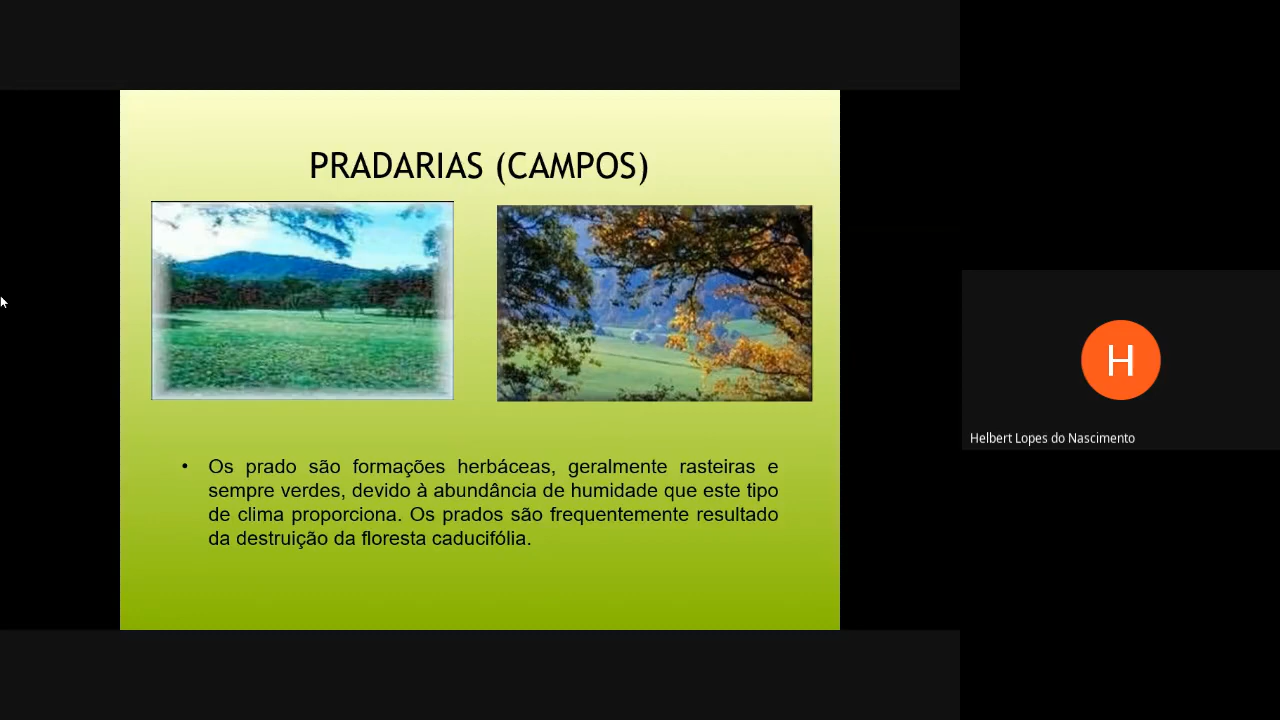 PRADARIAS (CAMPOS)
• Os prado são formações herbáceas, geralmente rasteiras e
sempre verdes, devido à abundância de humidade que este tipo
de clima proporciona. Os prados são frequentemente resultado
da destruição da floresta caducifólia.
H
Helbert Lopes do Nascimento